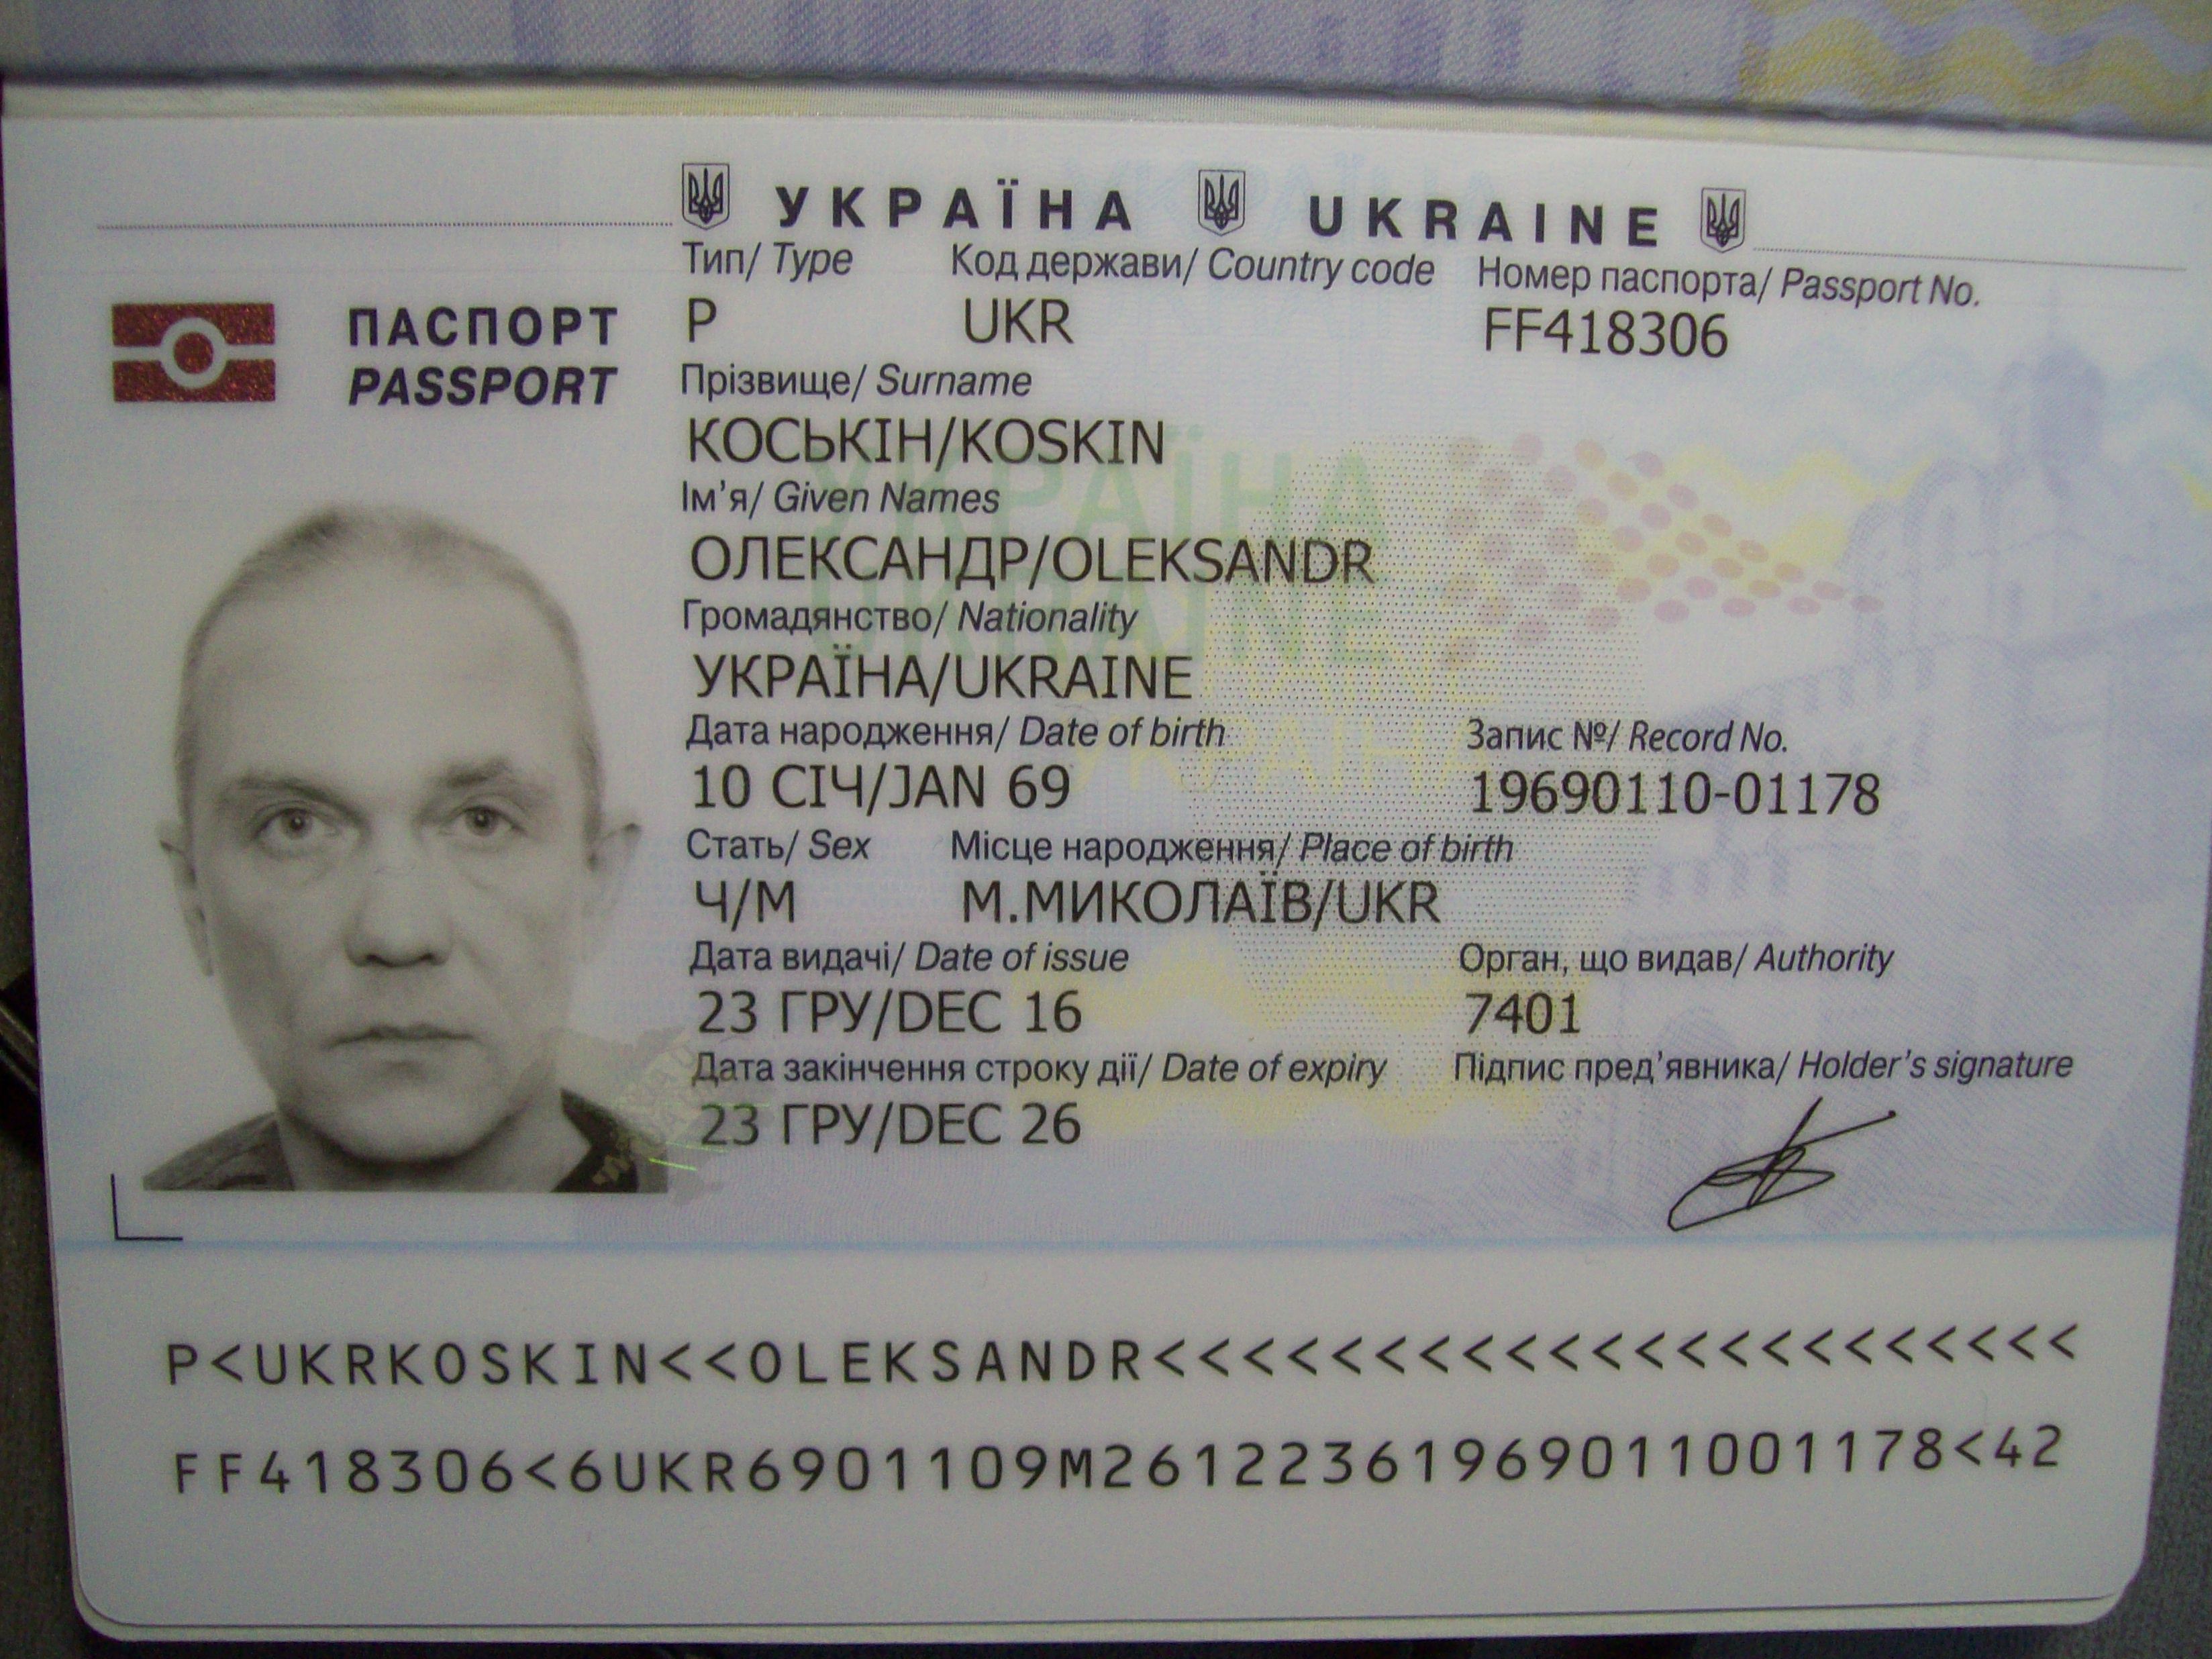 УКРАЇНА UKRAINE
Тип/ Type Код держави/ Country code Номер паспорта/ Passport No.
ПАСПОРТ P UKR FF418306
PASSPORT
Прізвище/ Surname
КОСЬКІН/KOSKIN
Ім'я/ Given Names
ОЛЕКСАНДР/OLEKSANDR
Громадянство/ Nationality
УКРАЇНА/UKRAINE
Дата народження/ Date of birth Запис №/ Record No.
10 СІЧ/JAN 69 19690110-01178
Стать/ Sex Місце народження/ Place of birth
Ч/M М.МИКОЛАЇВ/UKR
Дата видачі/ Date of issue Орган, що видав/ Authority
23 ГРУ/DEC 16 7401
Дата закінчення строку дії/ Date of expiry Підпис пред'явника/ Holder's signature
23 ГРУ/DEC 26
P<UKRKOSKIN<<OLEKSANDR<<<<<<<<<<<<<<<<<<<<<<
FF418306<6UKR6901109M26122361969011001178<42